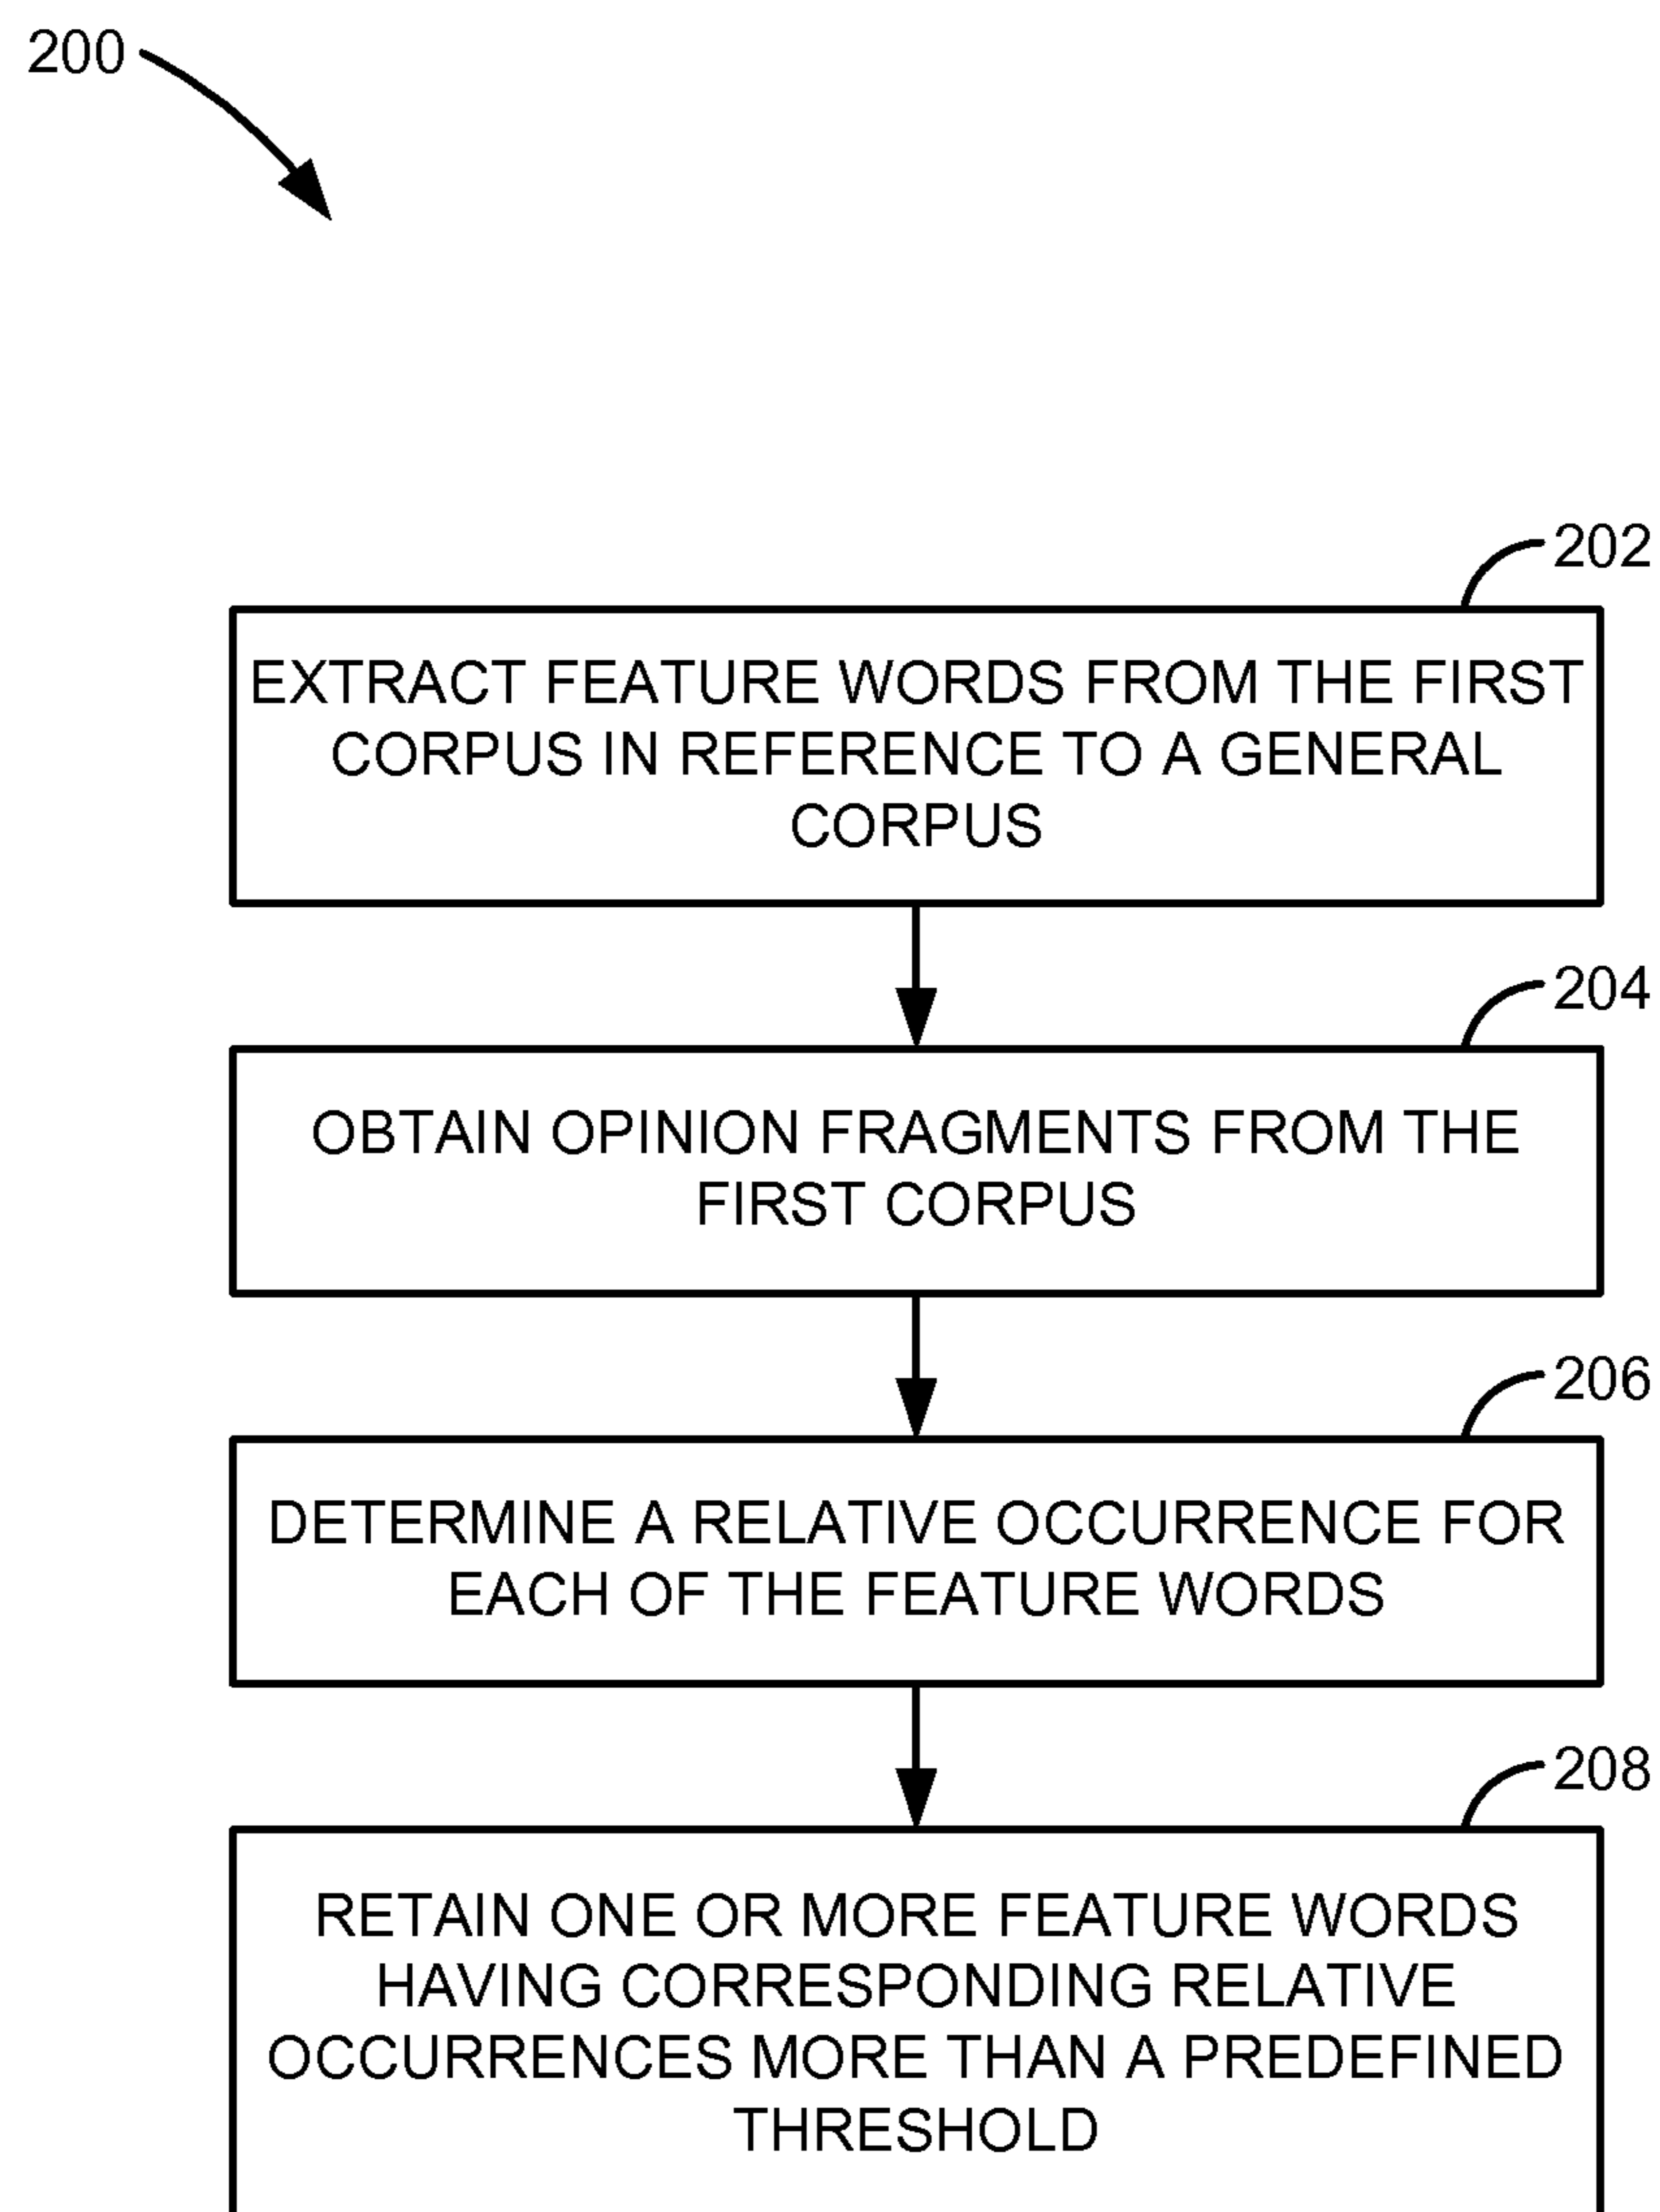 200
202
EXTRACT FEATURE WORDS FROM THE FIRST
CORPUS IN REFERENCE TO A GENERAL
CORPUS
204
OBTAIN OPINION FRAGMENTS FROM THE
FIRST CORPUS
206
DETERMINE A RELATIVE OCCURRENCE FOR
EACH OF THE FEATURE WORDS
208
RETAIN ONE OR MORE FEATURE WORDS
HAVING CORRESPONDING RELATIVE
OCCURRENCES MORE THAN A PREDEFINED
THRESHOLD